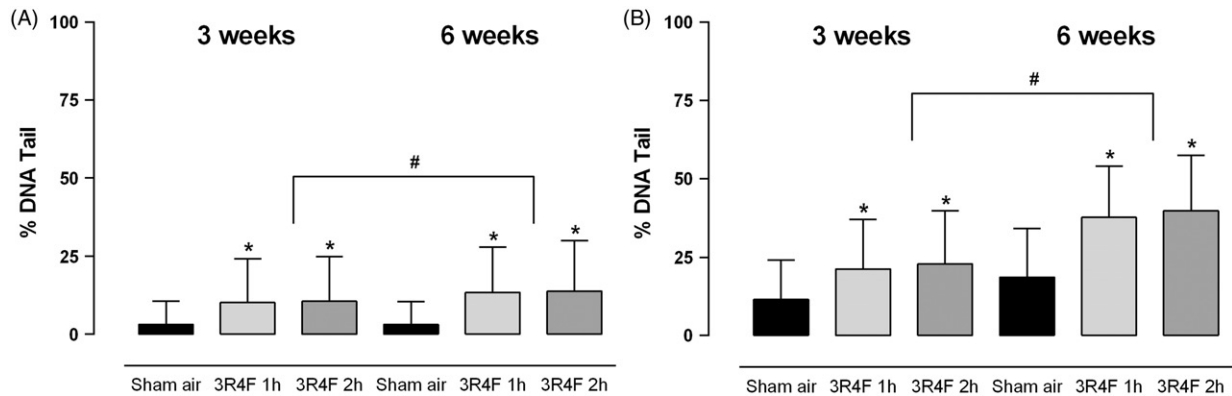 (A)
% DNA Tail
100
75
50
25
0
3 weeks 6 weeks
#
* * * *
Sham air 3R4F 1h 3R4F 2h Sham air 3R4F 1h 3R4F 2h
(B)
% DNA Tail
100
75
50
25
0
3 weeks 6 weeks
#
* * * *
Sham air 3R4F 1h 3R4F 2h Sham air 3R4F 1h 3R4F 2h